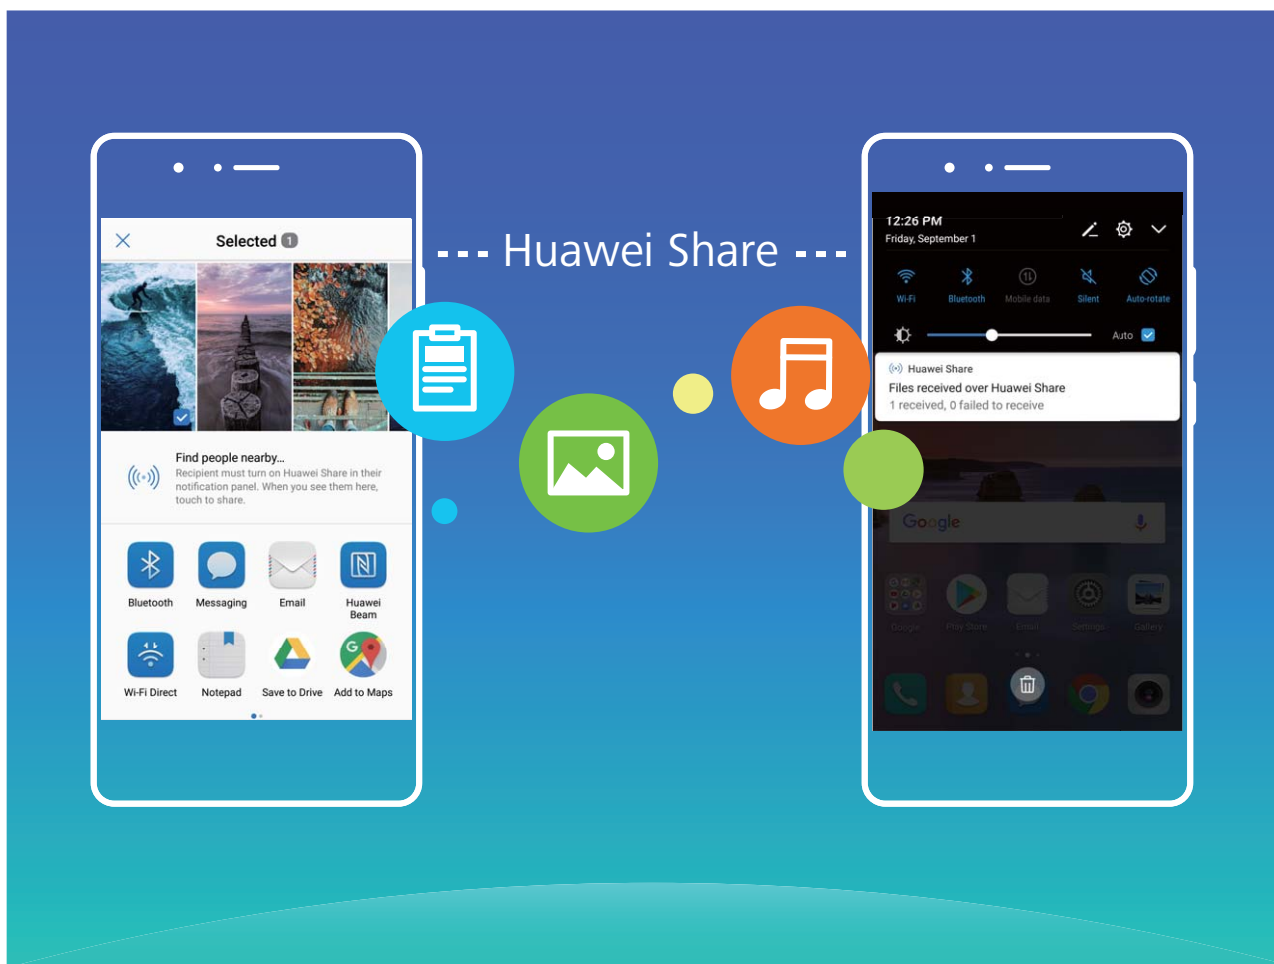 Huawei Share
Selected 1
Find people nearby...
Recipient must turn on Huawei Share in their
notification panel. When you see them here,
touch to share.
Bluetooth
Messaging
Email
Huawei
Beam
Wi-Fi Direct
Notepad
Save to Drive
Add to Maps
12:26 PM
Friday, September 1
Wi-Fi
Bluetooth
Mobile data
Silent
Auto-rotate
Auto
Huawei Share
Files received over Huawei Share
1 received, 0 failed to receive
Google
Google
Play Store
Email
Settings
Gallery